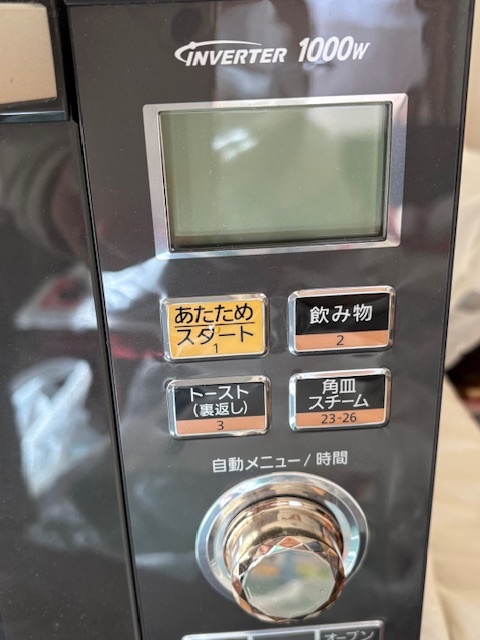 INVERTER 1000W
あたため
スタート
1
飲み物
2
トースト
(裏返し)
3
角皿
スチーム
23-26
自動メニュー/時間
オーブン